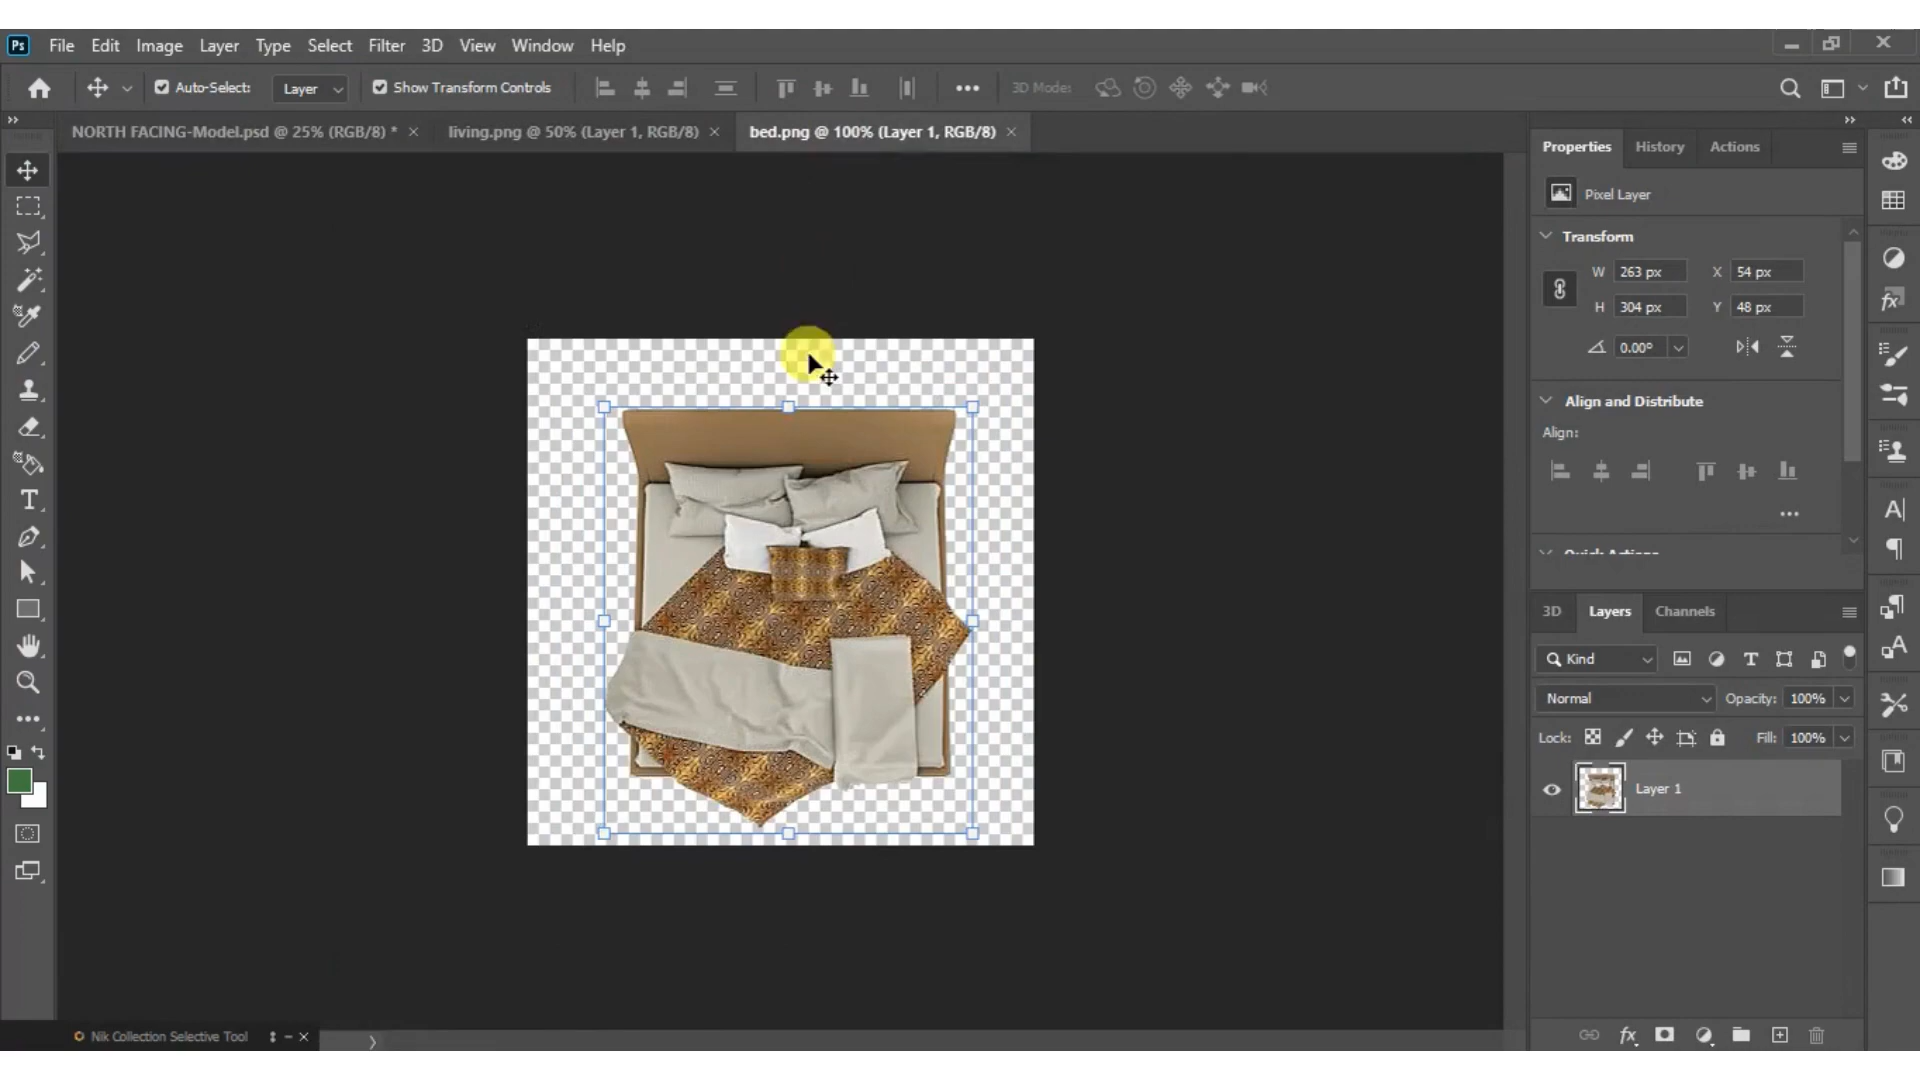 Ps File Edit Image Layer Type Select Filter 3D View Window Help
Auto-Select: Layer Show Transform Controls 3D Mode:
NORTH FACING-Model.psd @ 25% (RGB/8) * living.png @ 50% (Layer 1, RGB/8) bed.png @ 100% (Layer 1, RGB/8)
Properties History Actions
Pixel Layer
Transform
W 263 px X 54 px
H 304 px Y 48 px
0.00°
Align and Distribute
Align:
Quick Actions
3D Layers Channels
Kind
Normal Opacity: 100%
Lock: Fill: 100%
Layer 1
Nik Collection Selective Tool